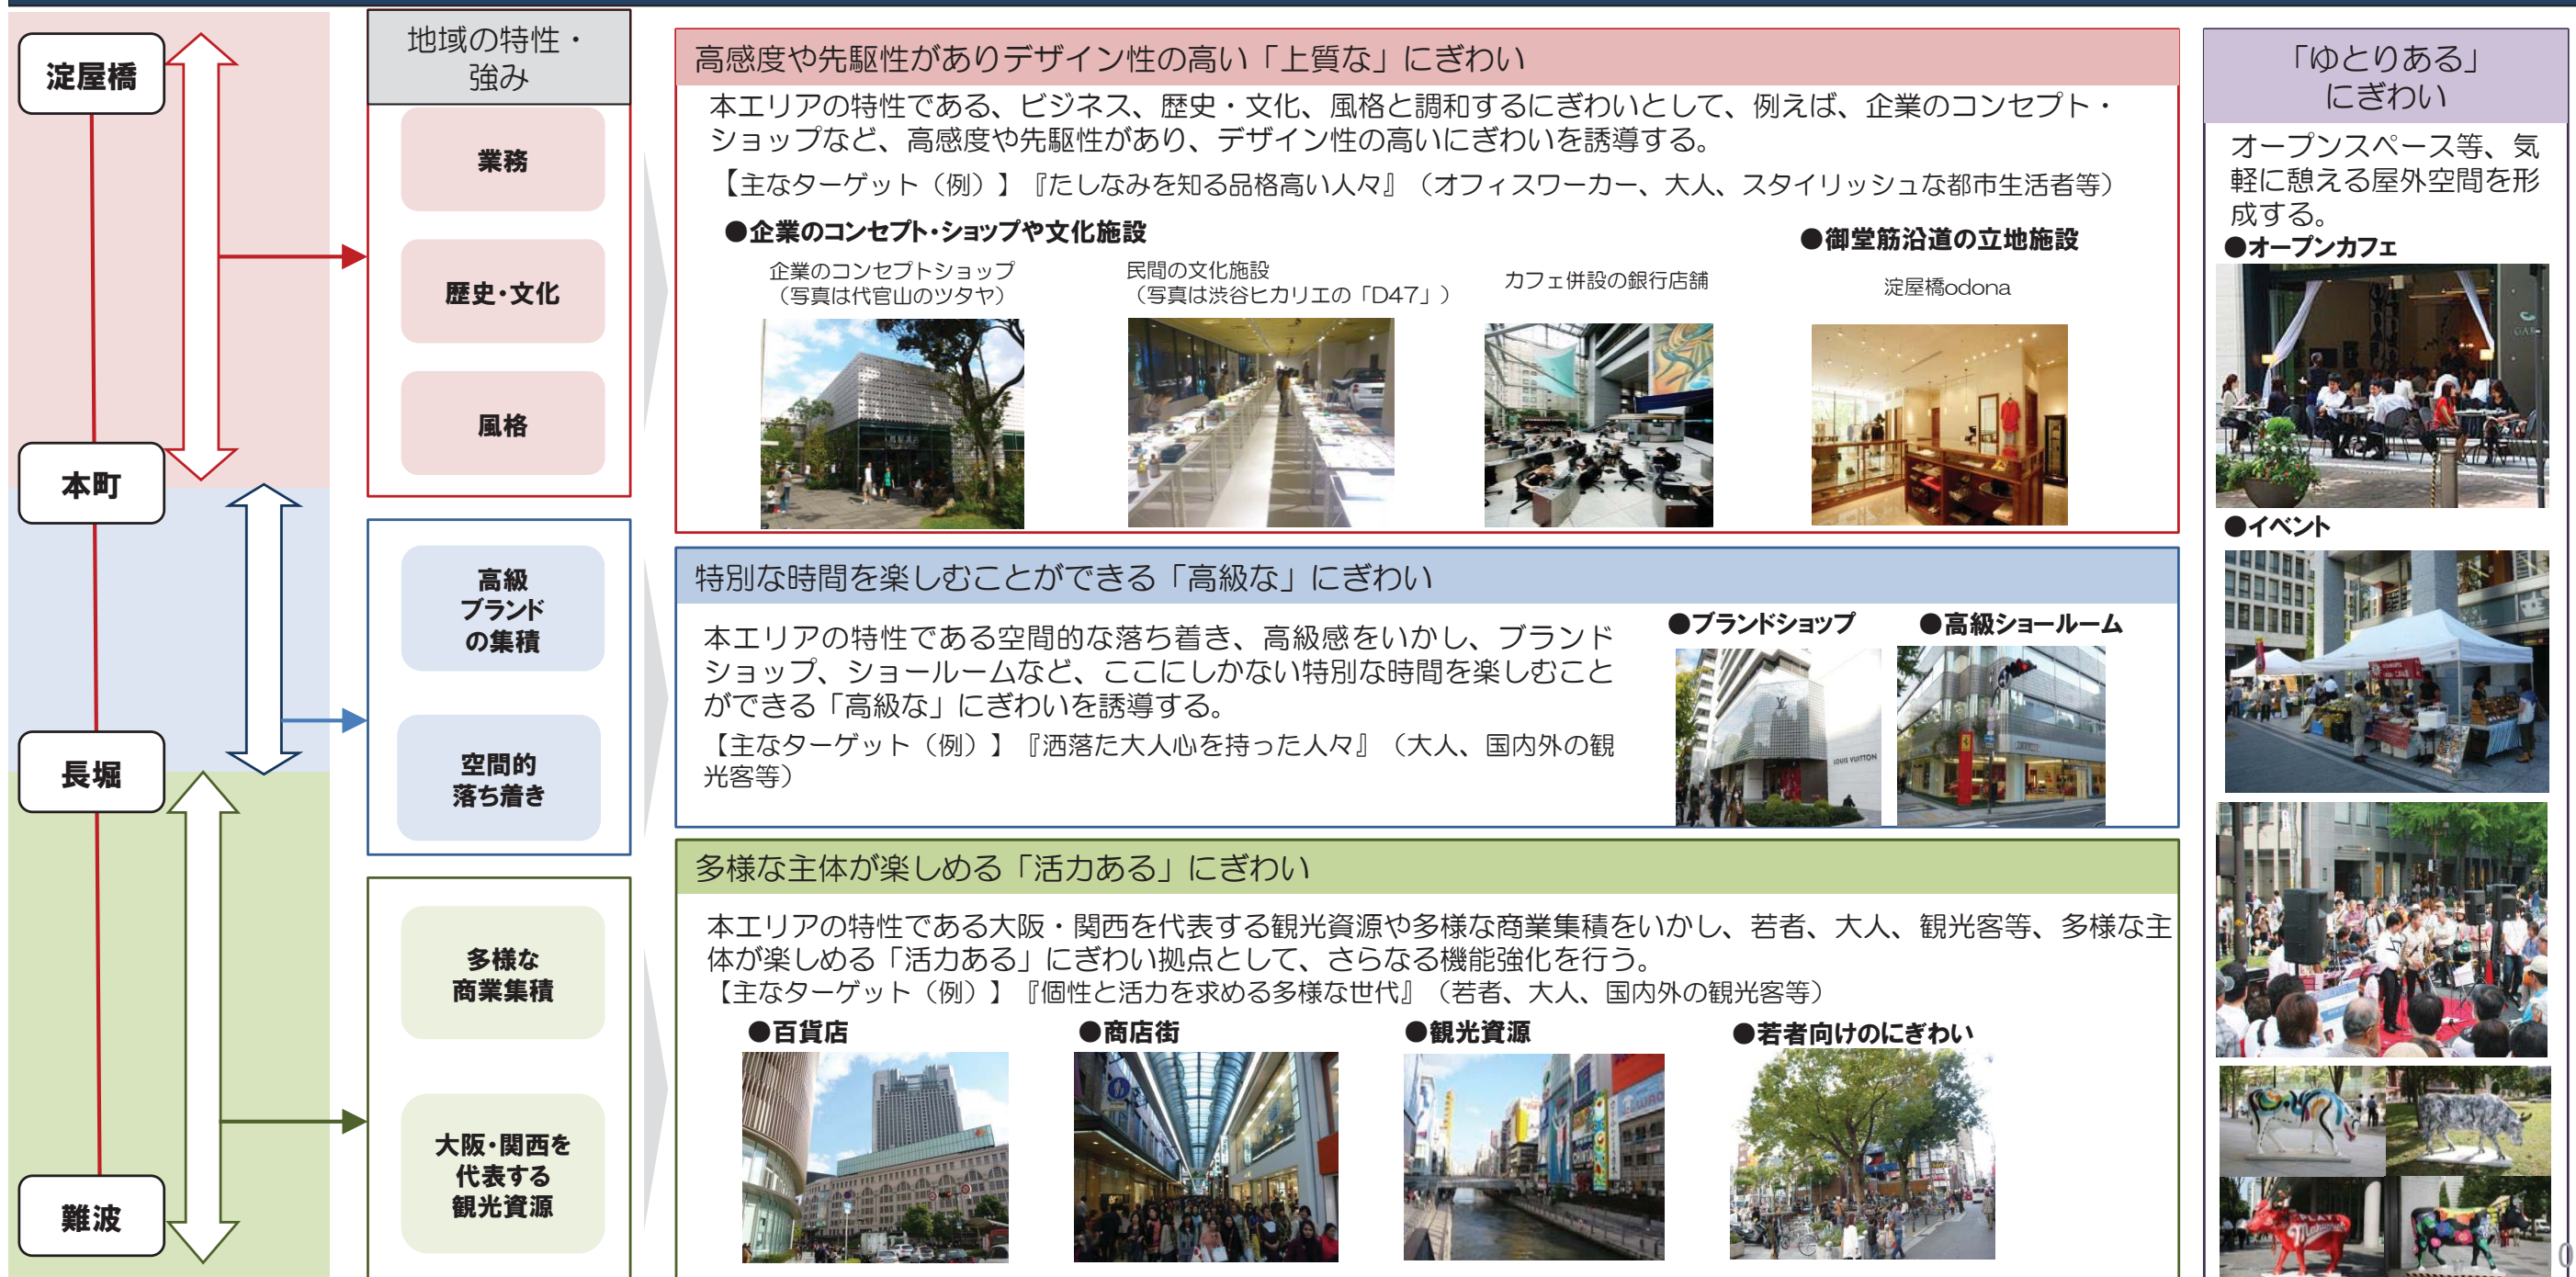 淀屋橋
本町
長堀
難波
地域の特性・
強み
業務
歴史・文化
風格
高級
ブランド
の集積
空間的
落ち着き
多様な
商業集積
大阪・関西を
代表する
観光資源
高感度や先駆性がありデザイン性の高い「上質な」にぎわい
本エリアの特性である、ビジネス、歴史・文化、風格と調和するにぎわいとして、例えば、企業のコンセプト・
ショップなど、高感度や先駆性があり、デザイン性の高いにぎわいを誘導する。
【主なターゲット（例）】『たしなみを知る品格高い人々』（オフィスワーカー、大人、スタイリッシュな都市生活者等）
●企業のコンセプト・ショップや文化施設
●御堂筋沿道の立地施設
企業のコンセプトショップ
（写真は代官山のツタヤ）
民間の文化施設
（写真は渋谷ヒカリエの「D47」）
カフェ併設の銀行店舗
淀屋橋odona
特別な時間を楽しむことができる「高級な」にぎわい
本エリアの特性である空間的な落ち着き、高級感をいかし、ブランド
ショップ、ショールームなど、ここにしかない特別な時間を楽しむこと
ができる「高級な」にぎわいを誘導する。
【主なターゲット（例）】『洒落た大人心を持った人々』（大人、国内外の観
光客等）
●ブランドショップ
●高級ショールーム
LOUIS VUITTON
多様な主体が楽しめる「活力ある」にぎわい
本エリアの特性である大阪・関西を代表する観光資源や多様な商業集積をいかし、若者、大人、観光客等、多様な主
体が楽しめる「活力ある」にぎわい拠点として、さらなる機能強化を行う。
【主なターゲット（例）】『個性と活力を求める多様な世代』（若者、大人、国内外の観光客等）
●百貨店
●商店街
●観光資源
●若者向けのにぎわい
「ゆとりある」
にぎわい
オープンスペース等、気
軽に憩える屋外空間を形
成する。
●オープンカフェ
●イベント